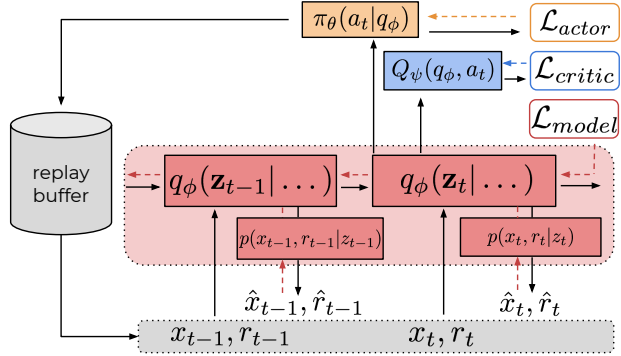 π_θ(a_t|q_ϕ)
ℒ_actor
Q_ψ(q_ϕ, a_t)
ℒ_critic
ℒ_model
replay
buffer
q_ϕ(𝐳_{t−1}| …)
q_ϕ(𝐳_t| …)
p(x_{t−1}, r_{t−1}|z_{t−1})
p(x_t, r_t|z_t)
x̂_{t−1}, r̂_{t−1}
x̂_t, r̂_t
x_{t−1}, r_{t−1}
x_t, r_t